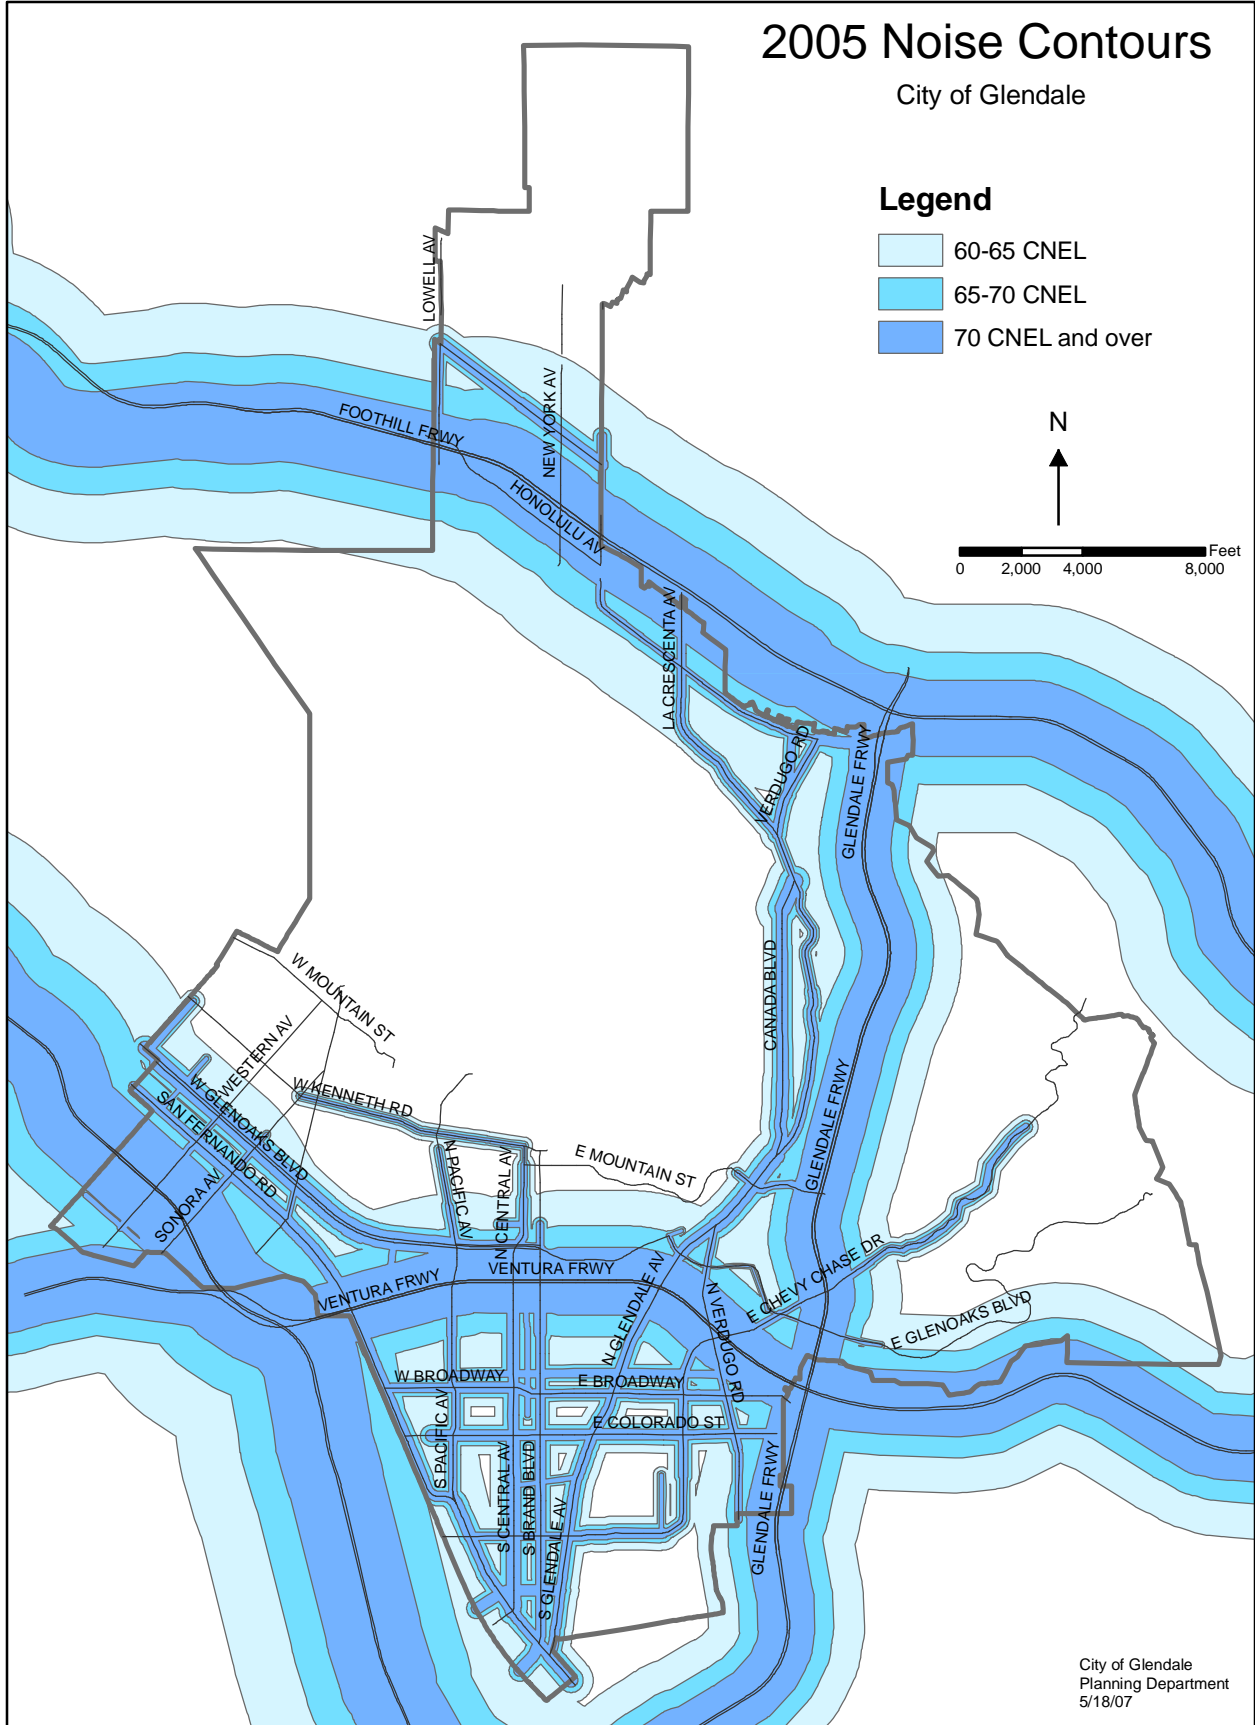 2005 Noise Contours
City of Glendale
Legend
60-65 CNEL
65-70 CNEL
70 CNEL and over
N
Feet
0 2,000 4,000 8,000
LOWELL AV
FOOTHILL FRWY
NEW YORK AV
HONOLULU AV
LA CRESCENTA AV
VERDUGO RD
GLENDALE FRWY
CANADA BLVD
W MOUNTAIN ST
WESTERN AV
W KENNETH RD
W GLENOAKS BLVD
SAN FERNANDO RD
SONORA AV
N PACIFIC AV
N CENTRAL AV
E MOUNTAIN ST
GLENDALE FRWY
E CHEVY CHASE DR
E GLENOAKS BLVD
VENTURA FRWY
VENTURA FRWY
N GLENDALE AV
N VERDUGO RD
W BROADWAY
E BROADWAY
E COLORADO ST
S PACIFIC AV
S CENTRAL AV
S BRAND BLVD
S GLENDALE AV
GLENDALE FRWY
City of Glendale
Planning Department
5/18/07